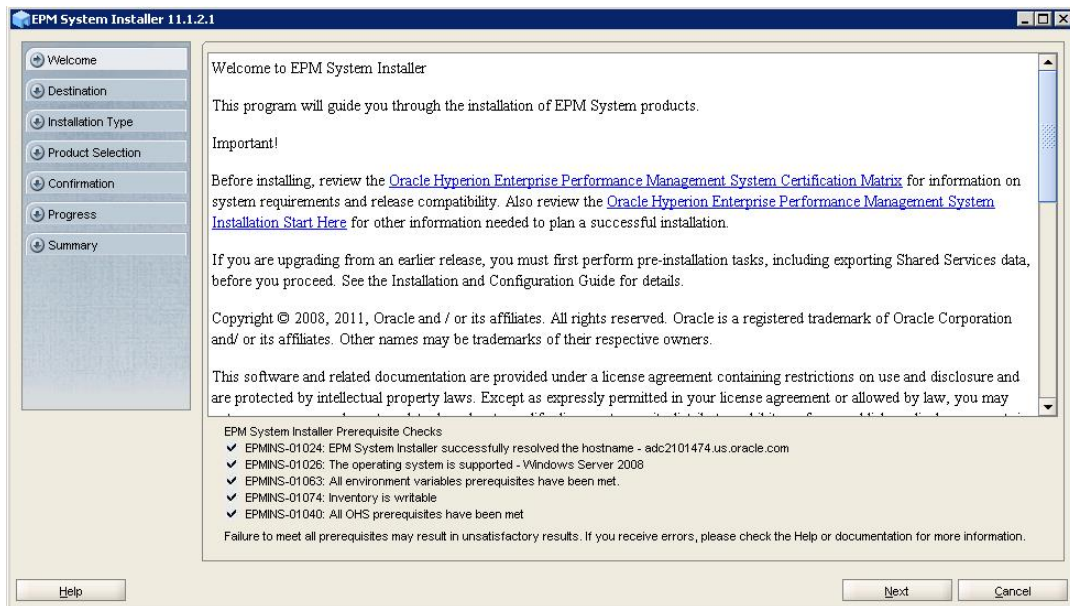 EPM System Installer 11.1.2.1
Welcome
Destination
Installation Type
Product Selection
Confirmation
Progress
Summary
Welcome to EPM System Installer
This program will guide you through the installation of EPM System products.
Important!
Before installing, review the Oracle Hyperion Enterprise Performance Management System Certification Matrix for information on
system requirements and release compatibility. Also review the Oracle Hyperion Enterprise Performance Management System
Installation Start Here for other information needed to plan a successful installation.
If you are upgrading from an earlier release, you must first perform pre-installation tasks, including exporting Shared Services data,
before you proceed. See the Installation and Configuration Guide for details.
Copyright © 2008, 2011, Oracle and / or its affiliates. All rights reserved. Oracle is a registered trademark of Oracle Corporation
and/ or its affiliates. Other names may be trademarks of their respective owners.
This software and related documentation are provided under a license agreement containing restrictions on use and disclosure and
are protected by intellectual property laws. Except as expressly permitted in your license agreement or allowed by law, you may
EPM System Installer Prerequisite Checks
EPMINS-01024: EPM System Installer successfully resolved the hostname - adc2101474.us.oracle.com
EPMINS-01026: The operating system is supported - Windows Server 2008
EPMINS-01063: All environment variables prerequisites have been met.
EPMINS-01074: Inventory is writable
EPMINS-01040: All OHS prerequisites have been met
Failure to meet all prerequisites may result in unsatisfactory results. If you receive errors, please check the Help or documentation for more information.
Help
Next
Cancel